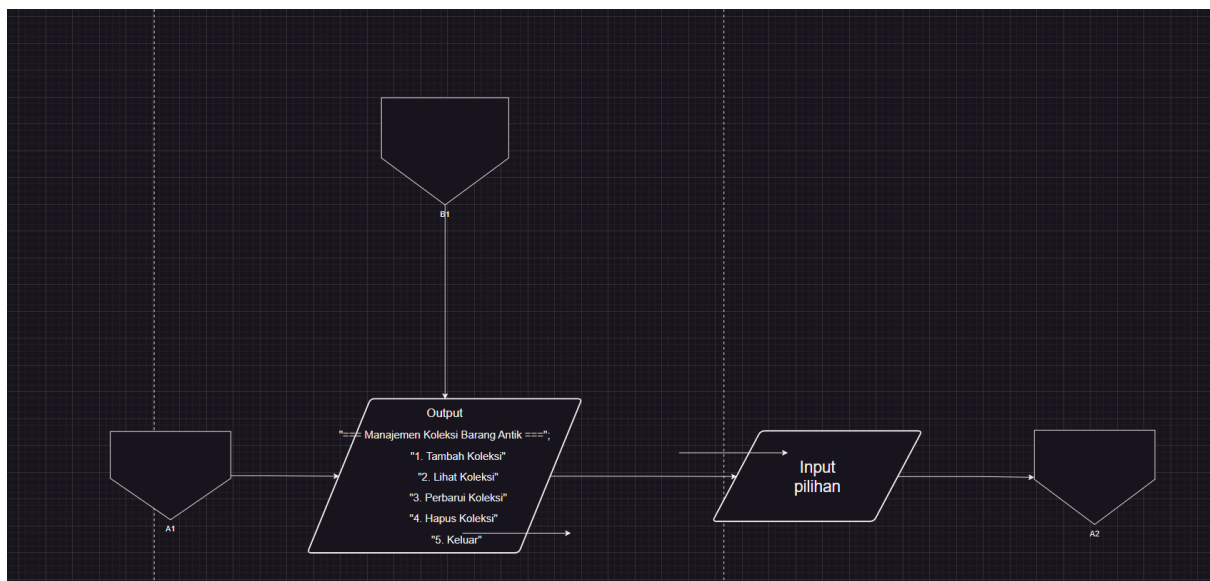 B1
Output
"=== Manajemen Koleksi Barang Antik ===";
"1. Tambah Koleksi"
"2. Lihat Koleksi"
"3. Perbarui Koleksi"
"4. Hapus Koleksi"
"5. Keluar"
A1
Input
pilihan
A2